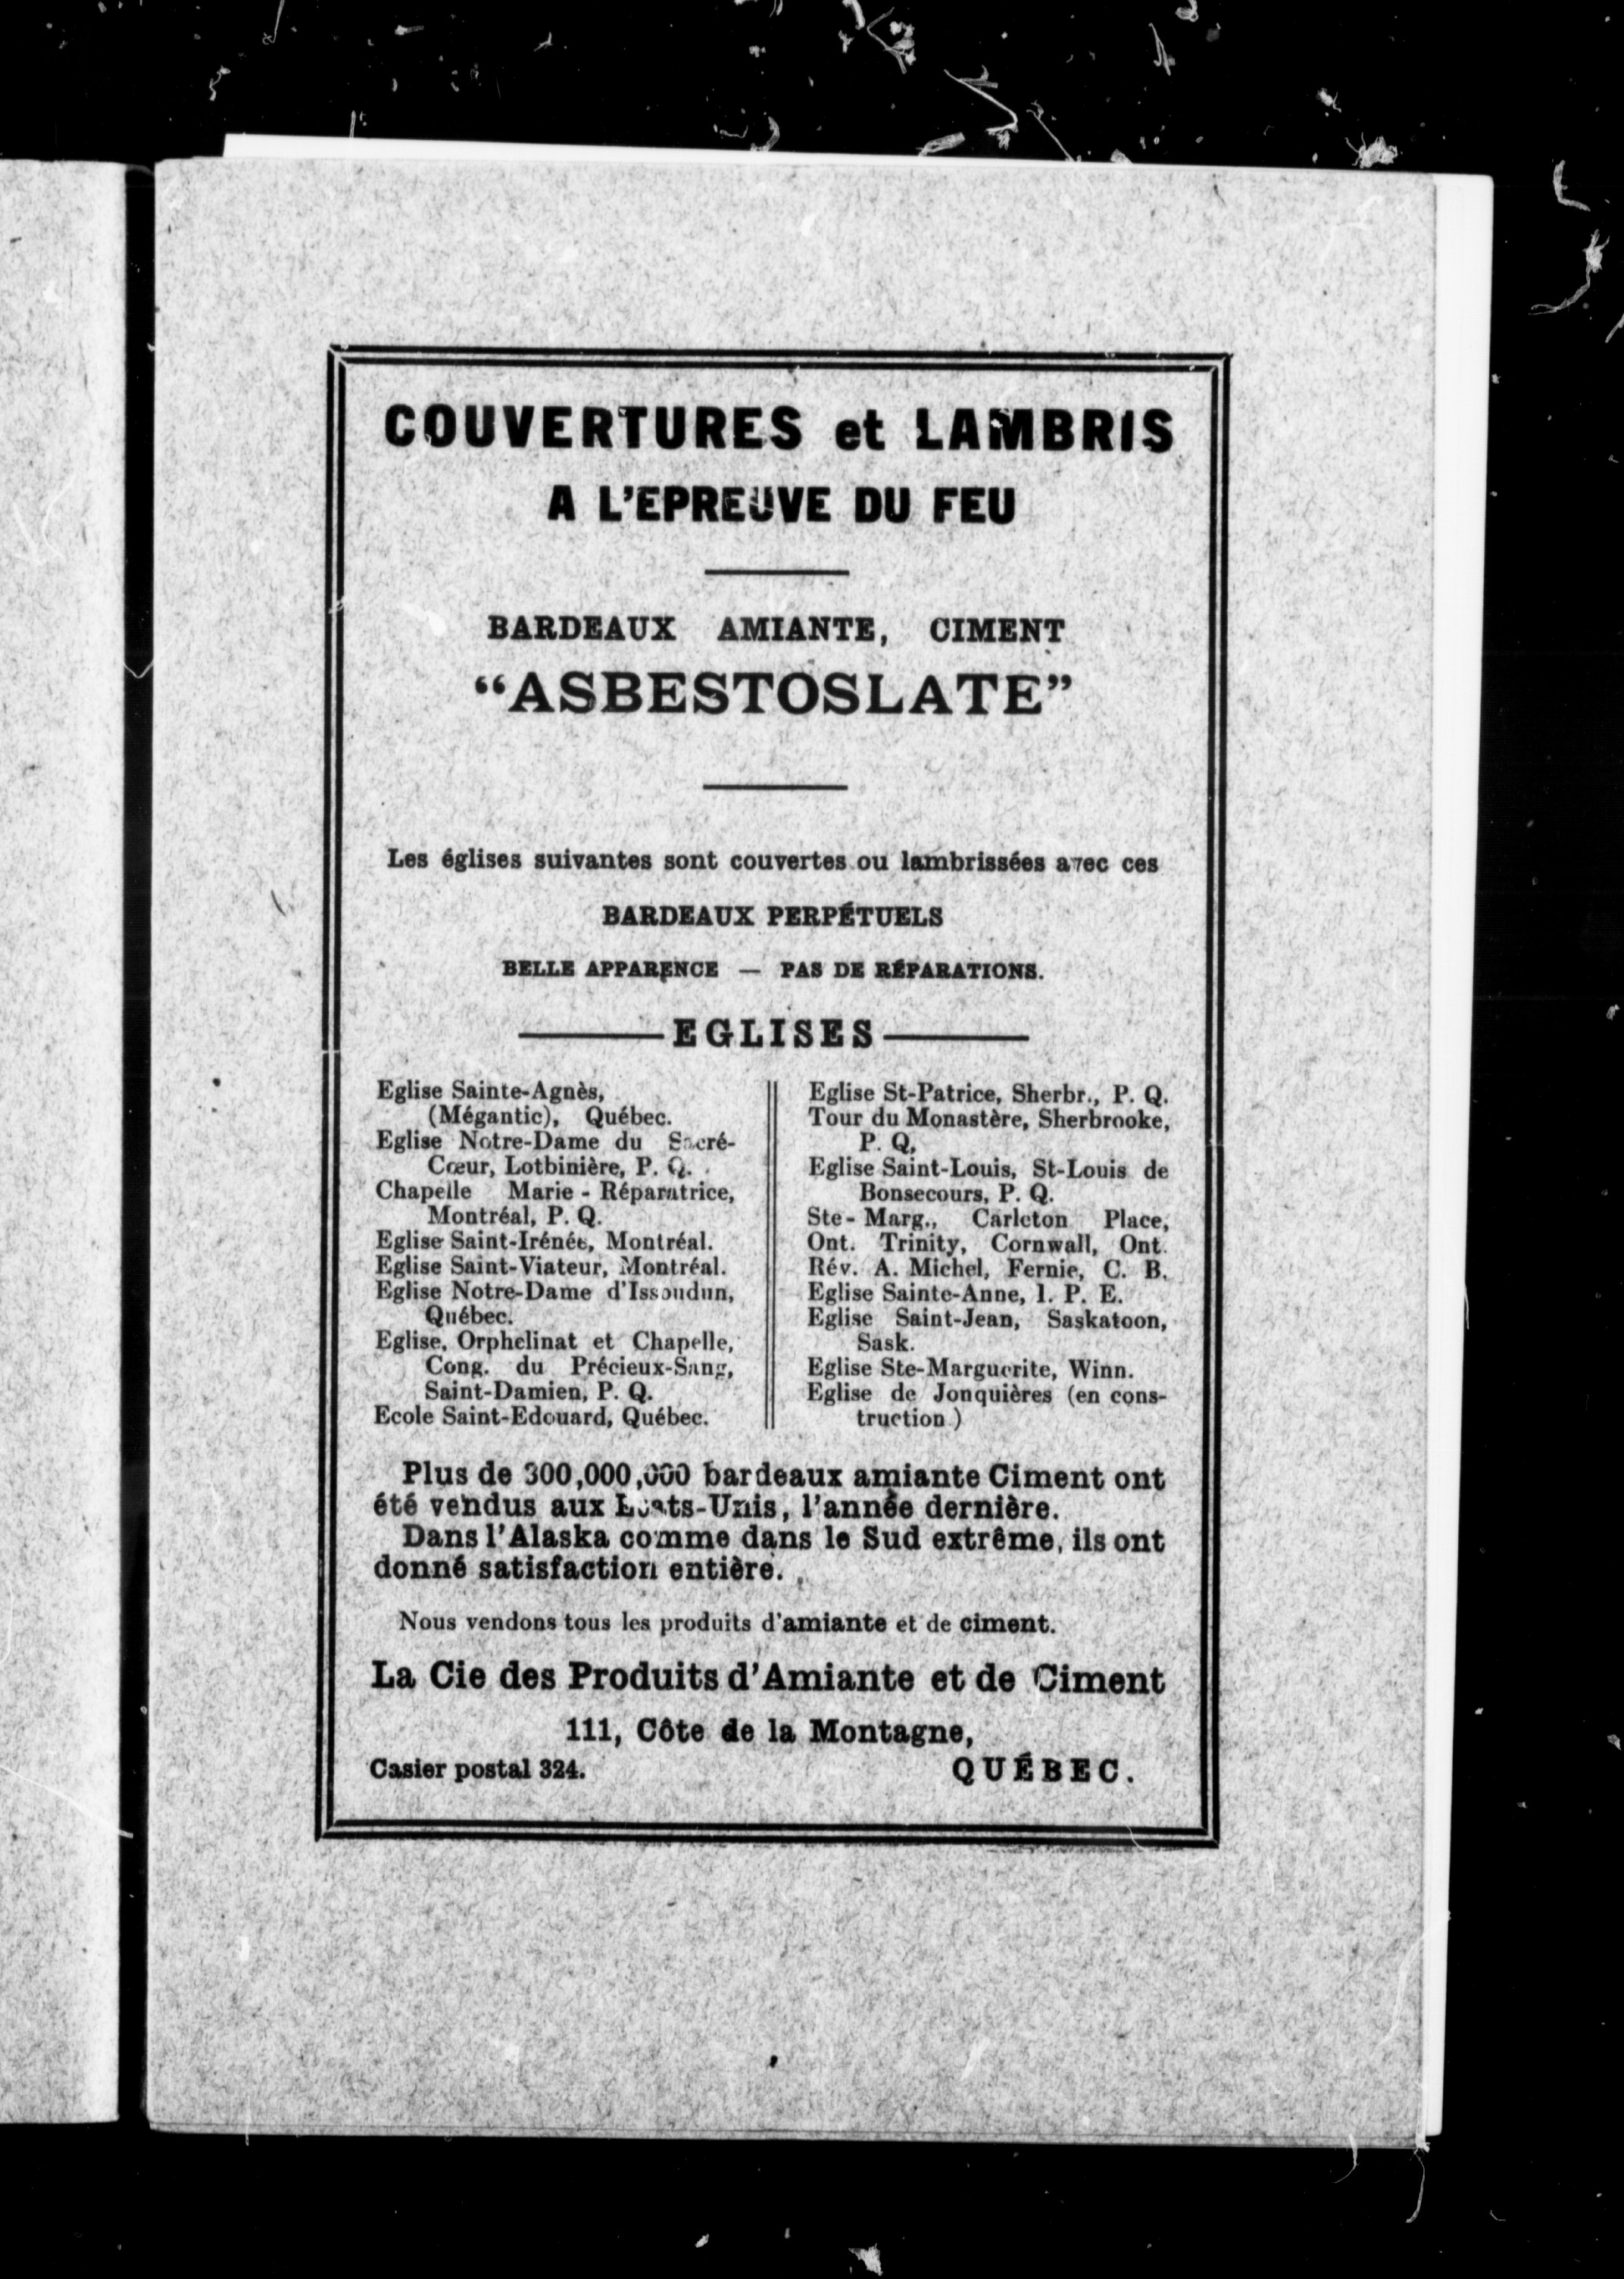 COUVERTURES et LAMBRIS
A L'EPREUVE DU FEU
BARDEAUX AMIANTE, CIMENT
“ASBESTOSLATE”
Les églises suivantes sont couvertes ou lambrissées avec ces
BARDEAUX PERPÉTUELS
BELLE APPARENCE — PAS DE RÉPARATIONS.
EGLISES
Eglise Sainte-Agnès,
(Mégantic), Québec.
Eglise Notre-Dame du Sacré-
Cœur, Lotbinière, P. Q.
Chapelle Marie - Réparatrice,
Montréal, P. Q.
Eglise Saint-Irénée, Montréal.
Eglise Saint-Viateur, Montréal.
Eglise Notre-Dame d'Issoudun,
Québec.
Eglise, Orphelinat et Chapelle,
Cong. du Précieux-Sang,
Saint-Damien, P. Q.
Ecole Saint-Edouard, Québec.
Eglise St-Patrice, Sherbr., P. Q.
Tour du Monastère, Sherbrooke,
P. Q,
Eglise Saint-Louis, St-Louis de
Bonsecours, P. Q.
Ste- Marg., Carleton Place,
Ont. Trinity, Cornwall, Ont.
Rév. A. Michel, Fernie, C. B.
Eglise Sainte-Anne, I. P. E.
Eglise Saint-Jean, Saskatoon,
Sask.
Eglise Ste-Marguerite, Winn.
Eglise de Jonquières (en cons-
truction)
Plus de 300,000,000 bardeaux amiante Ciment ont
été vendus aux Etats-Unis, l'année dernière.
Dans l'Alaska comme dans le Sud extrême, ils ont
donné satisfaction entière.
Nous vendons tous les produits d'amiante et de ciment.
La Cie des Produits d'Amiante et de Ciment
111, Côte de la Montagne,
Casier postal 324. QUÉBEC.